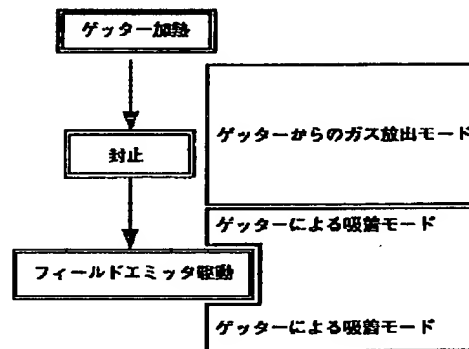 ゲッター加熱
ゲッターからのガス放出モード
封止
ゲッターによる吸着モード
フィールドエミッタ駆動
ゲッターによる吸着モード